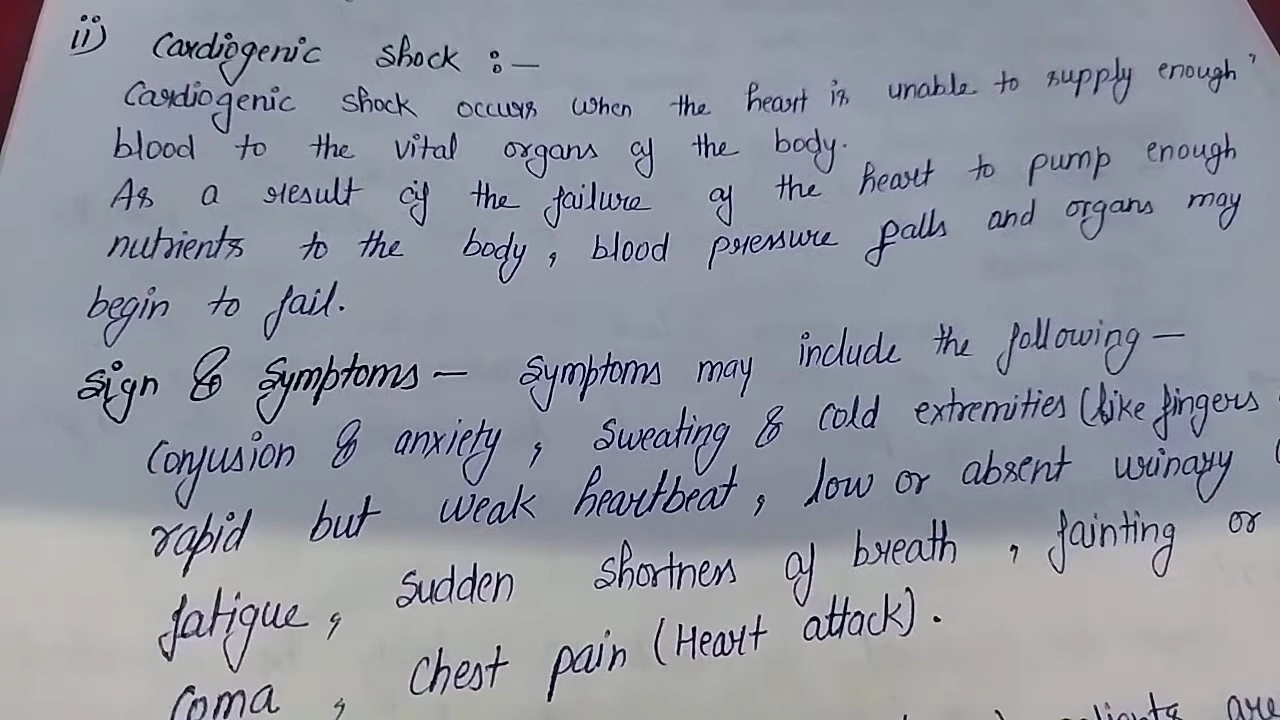 ii) Cardiogenic shock :-
Cardiogenic shock occurs when the heart is unable to supply enough
blood to the vital organs of the body.
As a result of the failure of the heart to pump enough
nutrients to the body, blood pressure falls and organs may
begin to fail.
Sign & Symptoms - Symptoms may include the following -
Confusion & anxiety, Sweating & cold extremities (like fingers
rapid but weak heartbeat, low or absent urinary
fatigue, sudden shortness of breath, fainting or
Coma, Chest pain (Heart attack).
are